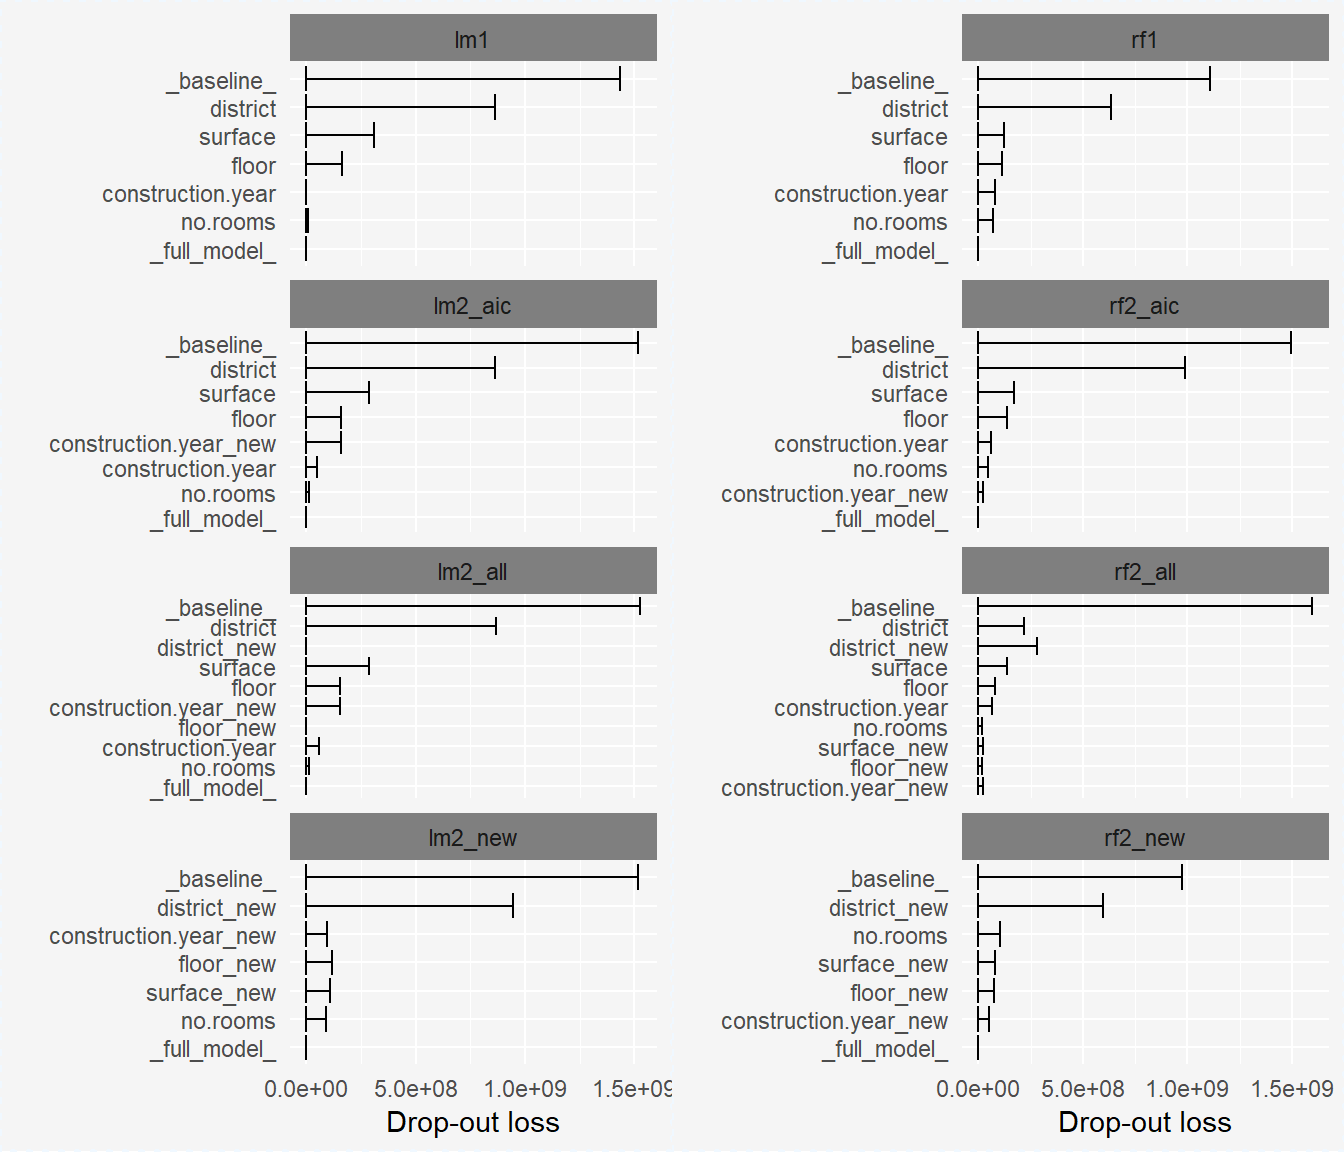 lm1
_baseline_
district
surface
floor
construction.year
no.rooms
_full_model_
lm2_aic
_baseline_
district
surface
floor
construction.year_new
construction.year
no.rooms
_full_model_
lm2_all
_baseline_
district
district_new
surface
floor
construction.year_new
floor_new
construction.year
no.rooms
_full_model_
lm2_new
_baseline_
district_new
construction.year_new
floor_new
surface_new
no.rooms
_full_model_
0.0e+00 5.0e+08 1.0e+09 1.5e+09
Drop-out loss
rf1
_baseline_
district
surface
floor
construction.year
no.rooms
_full_model_
rf2_aic
_baseline_
district
surface
floor
construction.year
no.rooms
construction.year_new
_full_model_
rf2_all
_baseline_
district
district_new
surface
floor
construction.year
no.rooms
surface_new
floor_new
construction.year_new
rf2_new
_baseline_
district_new
no.rooms
surface_new
floor_new
construction.year_new
_full_model_
0.0e+00 5.0e+08 1.0e+09 1.5e+09
Drop-out loss